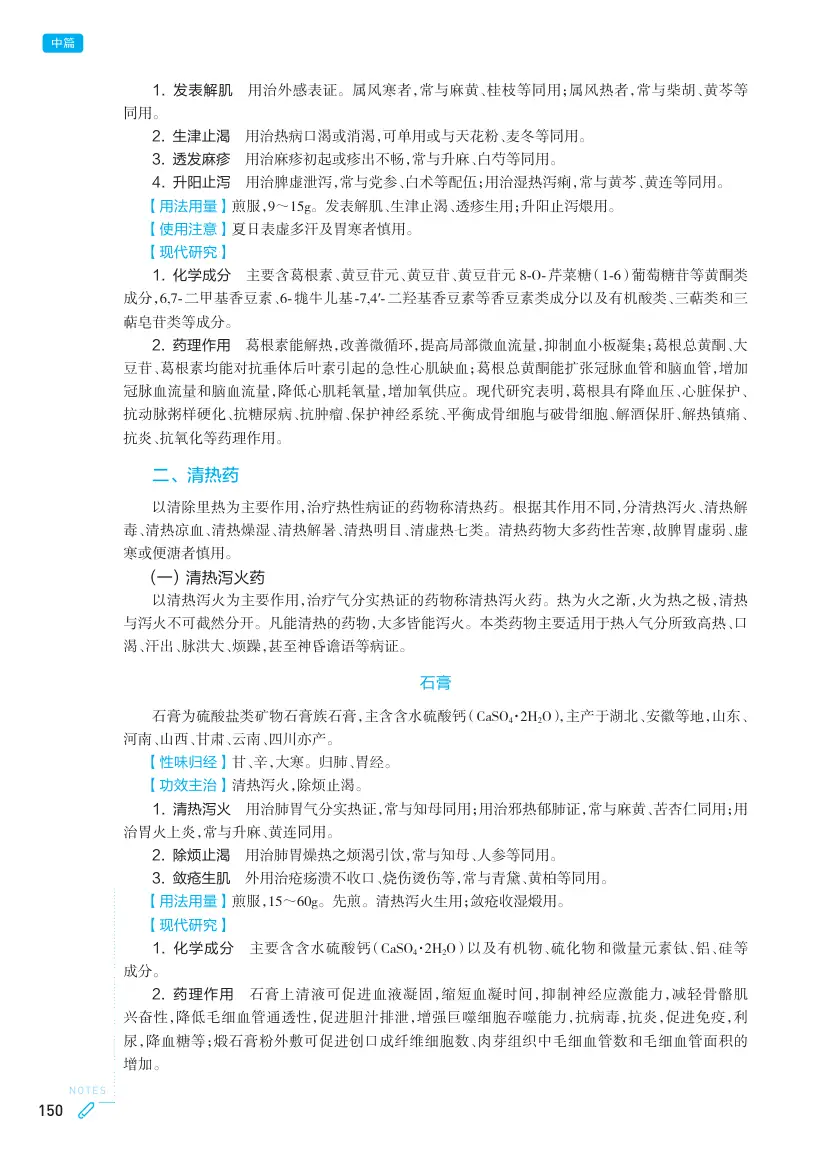 中篇
1. 发表解肌 用治外感表证。属风寒者,常与麻黄、桂枝等同用;属风热者,常与柴胡、黄芩等
同用。
2. 生津止渴 用治热病口渴或消渴,可单用或与天花粉、麦冬等同用。
3. 透发麻疹 用治麻疹初起或疹出不畅,常与升麻、白芍等同用。
4. 升阳止泻 用治脾虚泄泻,常与党参、白术等配伍;用治湿热泻痢,常与黄芩、黄连等同用。
【用法用量】煎服,9～15g。发表解肌、生津止渴、透疹生用;升阳止泻煨用。
【使用注意】夏日表虚多汗及胃寒者慎用。
【现代研究】
1. 化学成分 主要含葛根素、黄豆苷元、黄豆苷、黄豆苷元 8-O-芹菜糖(1-6)葡萄糖苷等黄酮类
成分,6,7-二甲基香豆素、6-牻牛儿基-7,4′-二羟基香豆素等香豆素类成分以及有机酸类、三萜类和三
萜皂苷类等成分。
2. 药理作用 葛根素能解热,改善微循环,提高局部微血流量,抑制血小板凝集;葛根总黄酮、大
豆苷、葛根素均能对抗垂体后叶素引起的急性心肌缺血;葛根总黄酮能扩张冠脉血管和脑血管,增加
冠脉血流量和脑血流量,降低心肌耗氧量,增加氧供应。现代研究表明,葛根具有降血压、心脏保护、
抗动脉粥样硬化、抗糖尿病、抗肿瘤、保护神经系统、平衡成骨细胞与破骨细胞、解酒保肝、解热镇痛、
抗炎、抗氧化等药理作用。
二、清热药
以清除里热为主要作用,治疗热性病证的药物称清热药。根据其作用不同,分清热泻火、清热解
毒、清热凉血、清热燥湿、清热解暑、清热明目、清虚热七类。清热药物大多药性苦寒,故脾胃虚弱、虚
寒或便溏者慎用。
(一)清热泻火药
以清热泻火为主要作用,治疗气分实热证的药物称清热泻火药。热为火之渐,火为热之极,清热
与泻火不可截然分开。凡能清热的药物,大多皆能泻火。本类药物主要适用于热入气分所致高热、口
渴、汗出、脉洪大、烦躁,甚至神昏谵语等病证。
石膏
石膏为硫酸盐类矿物石膏族石膏,主含含水硫酸钙(CaSO₄·2H₂O),主产于湖北、安徽等地,山东、
河南、山西、甘肃、云南、四川亦产。
【性味归经】甘、辛,大寒。归肺、胃经。
【功效主治】清热泻火,除烦止渴。
1. 清热泻火 用治肺胃气分实热证,常与知母同用;用治邪热郁肺证,常与麻黄、苦杏仁同用;用
治胃火上炎,常与升麻、黄连同用。
2. 除烦止渴 用治肺胃燥热之烦渴引饮,常与知母、人参等同用。
3. 敛疮生肌 外用治疮疡溃不收口、烧伤烫伤等,常与青黛、黄柏等同用。
【用法用量】煎服,15～60g。先煎。清热泻火生用;敛疮收湿煅用。
【现代研究】
1. 化学成分 主要含含水硫酸钙(CaSO₄·2H₂O)以及有机物、硫化物和微量元素钛、铝、硅等
成分。
2. 药理作用 石膏上清液可促进血液凝固,缩短血凝时间,抑制神经应激能力,减轻骨骼肌
兴奋性,降低毛细血管通透性,促进胆汁排泄,增强巨噬细胞吞噬能力,抗病毒,抗炎,促进免疫,利
尿,降血糖等;煅石膏粉外敷可促进创口成纤维细胞数、肉芽组织中毛细血管数和毛细血管面积的
增加。
NOTES
150